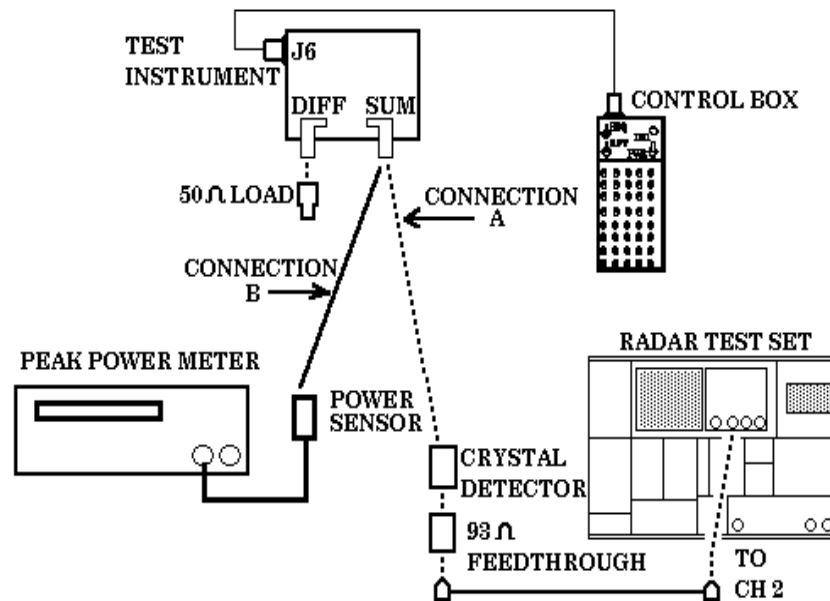 TEST
INSTRUMENT
J6
DIFF SUM
CONTROL BOX
50Ω LOAD
CONNECTION
A
CONNECTION
B
PEAK POWER METER
POWER
SENSOR
RADAR TEST SET
CRYSTAL
DETECTOR
93Ω
FEEDTHROUGH
TO
CH 2